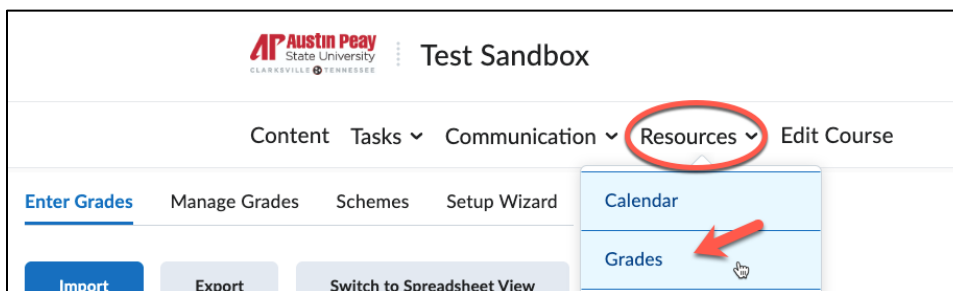 AP Austin Peay
State University
CLARKSVILLE TENNESSEE
Test Sandbox
Content Tasks Communication Resources Edit Course
Enter Grades Manage Grades Schemes Setup Wizard
Calendar
Grades
Import Export Switch to Spreadsheet View